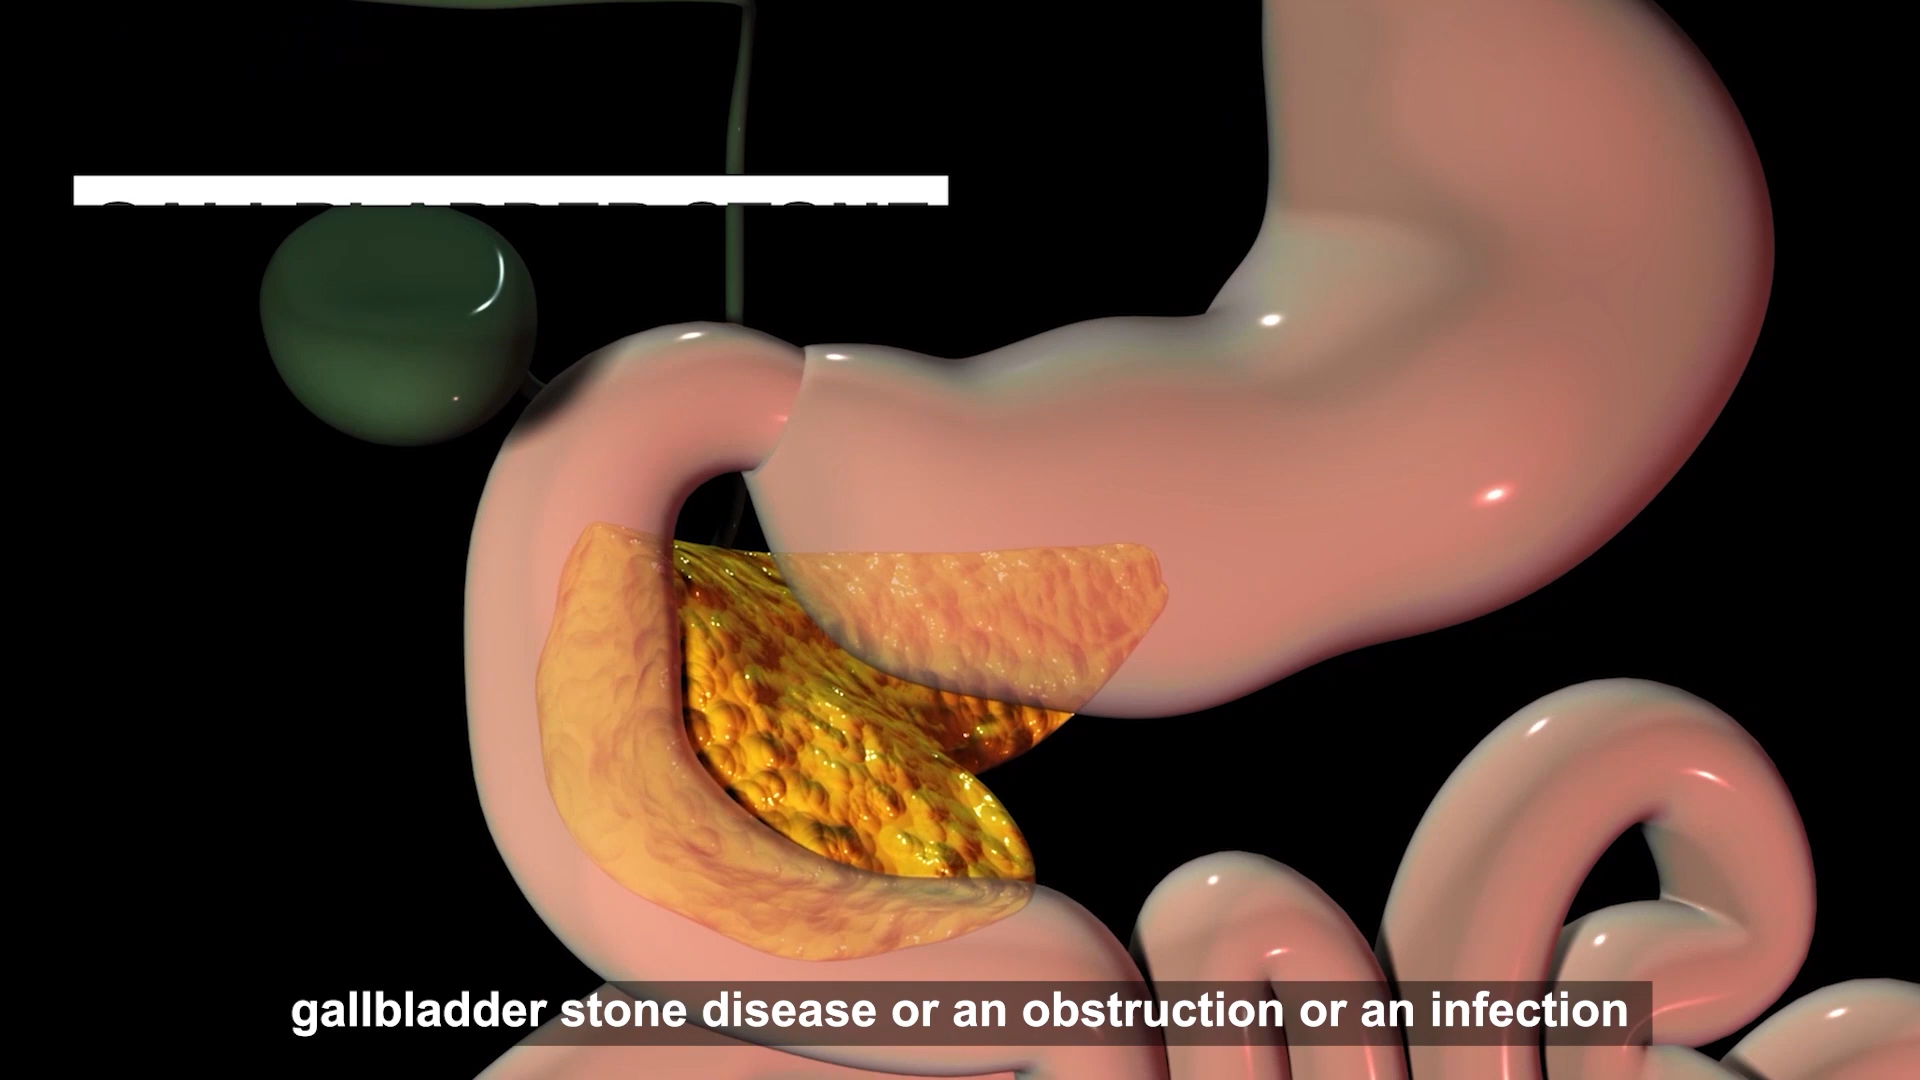 gallbladder stone disease or an obstruction or an infection